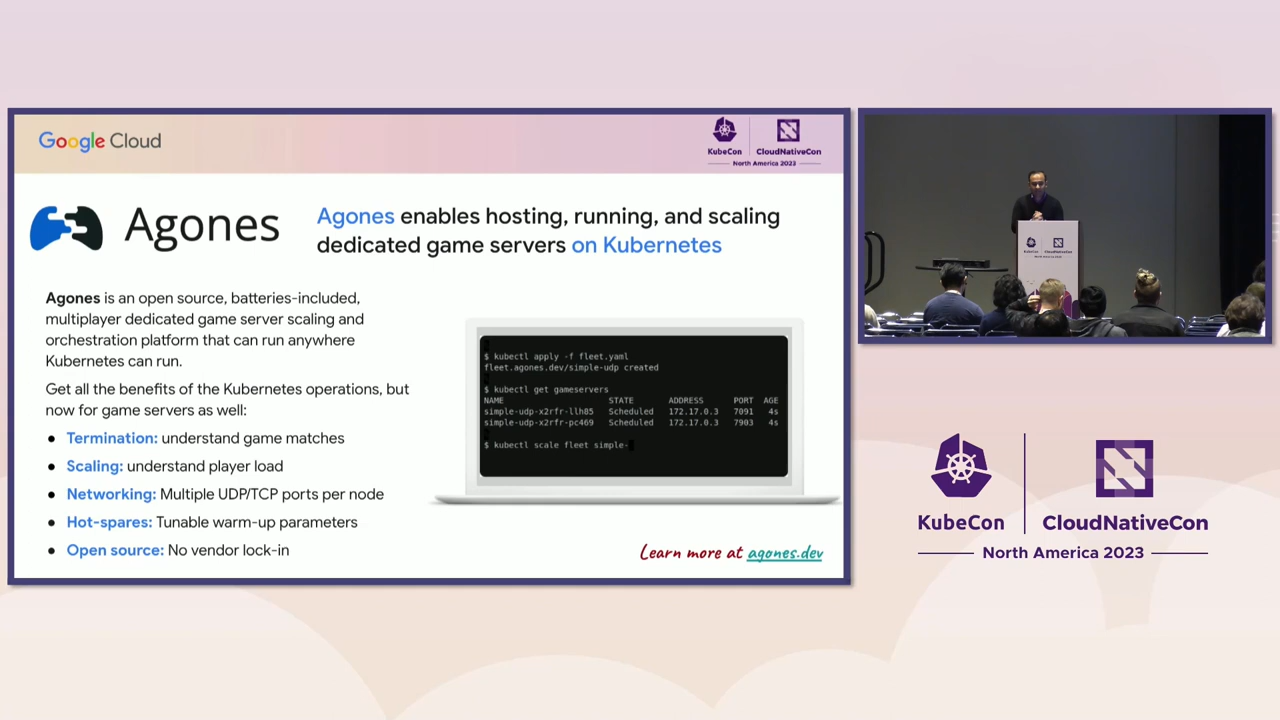 Google Cloud
KubeCon
CloudNativeCon
North America 2023
Agones
Agones enables hosting, running, and scaling
dedicated game servers on Kubernetes
Agones is an open source, batteries-included,
multiplayer dedicated game server scaling and
orchestration platform that can run anywhere
Kubernetes can run.
Get all the benefits of the Kubernetes operations, but
now for game servers as well:
● Termination: understand game matches
● Scaling: understand player load
● Networking: Multiple UDP/TCP ports per node
● Hot-spares: Tunable warm-up parameters
● Open source: No vendor lock-in
$ kubectl apply -f fleet.yaml
fleet.agones.dev/simple-udp created
$ kubectl get gameservers
NAME STATE ADDRESS PORT AGE
simple-udp-x2rfr-llh85 Scheduled 172.17.0.3 7091 4s
simple-udp-x2rfr-pc469 Scheduled 172.17.0.3 7903 4s
$ kubectl scale fleet simple-
Learn more at agones.dev
KubeCon
CloudNativeCon
North America 2023